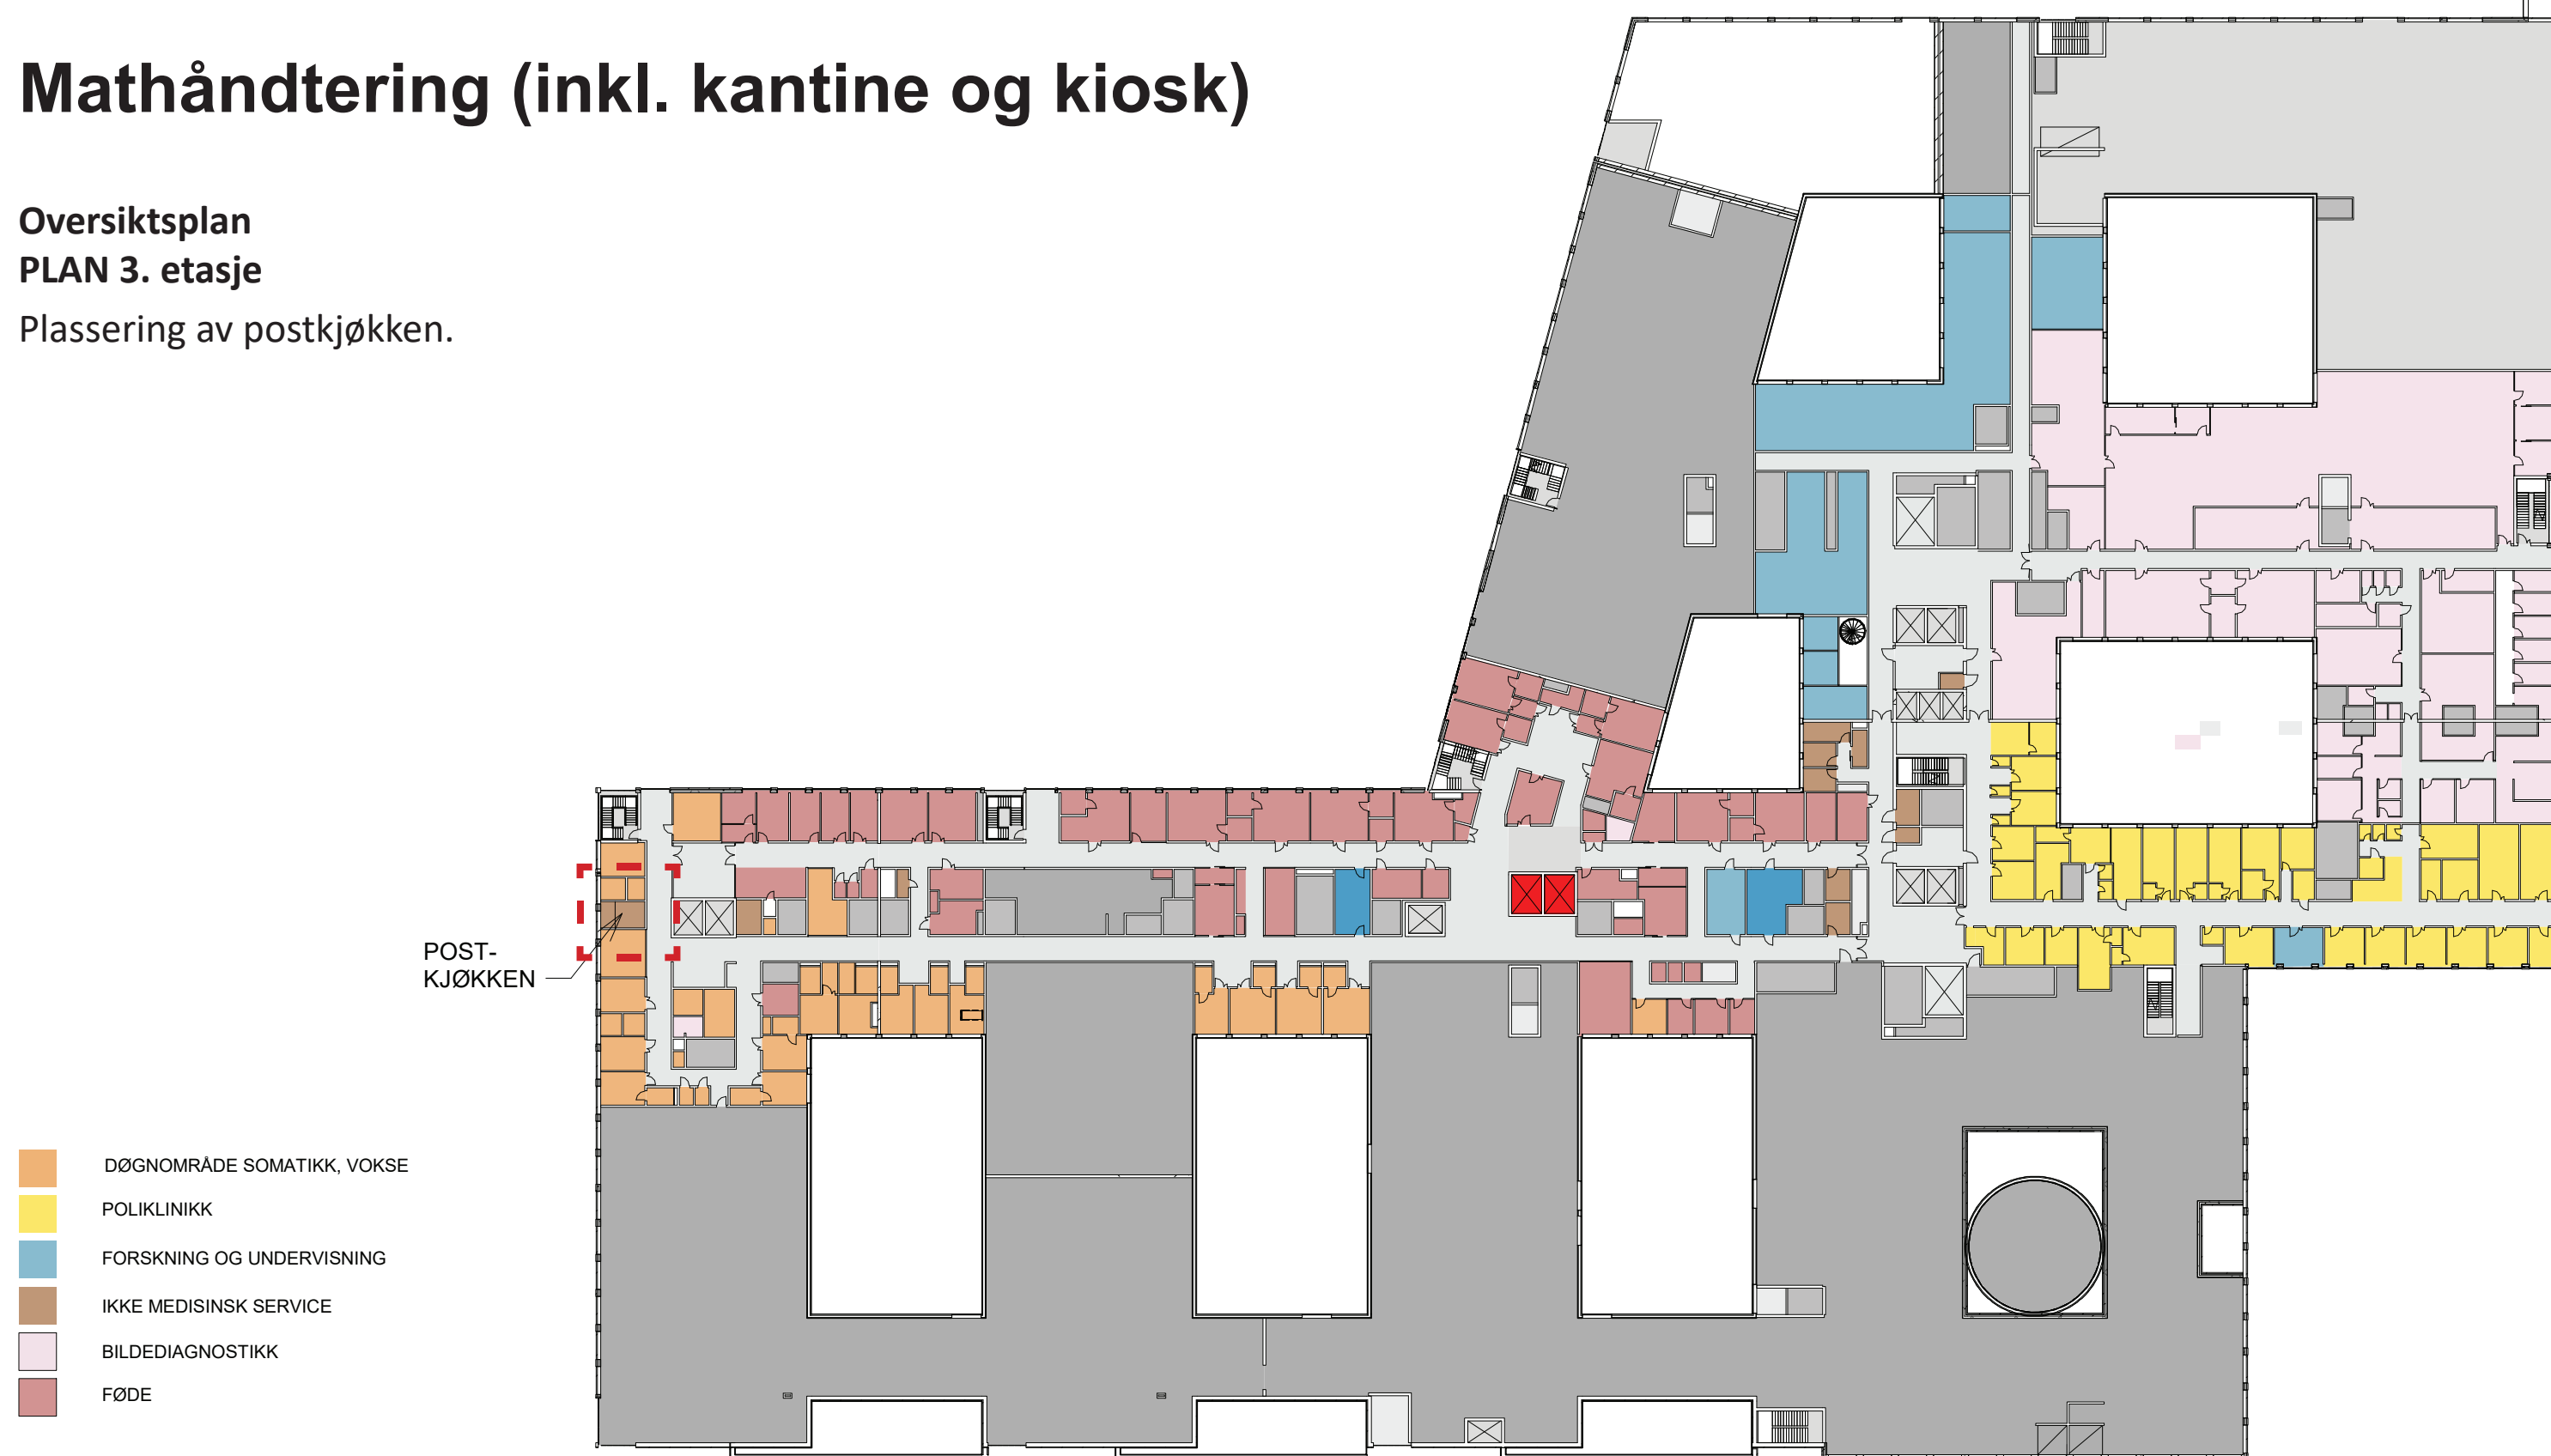 Mathåndtering (inkl. kantine og kiosk)
Oversiktsplan
PLAN 3. etasje
Plassering av postkjøkken.
POST-
KJØKKEN
DØGNOMRÅDE SOMATIKK, VOKSE
POLIKLINIKK
FORSKNING OG UNDERVISNING
IKKE MEDISINSK SERVICE
BILDEDIAGNOSTIKK
FØDE